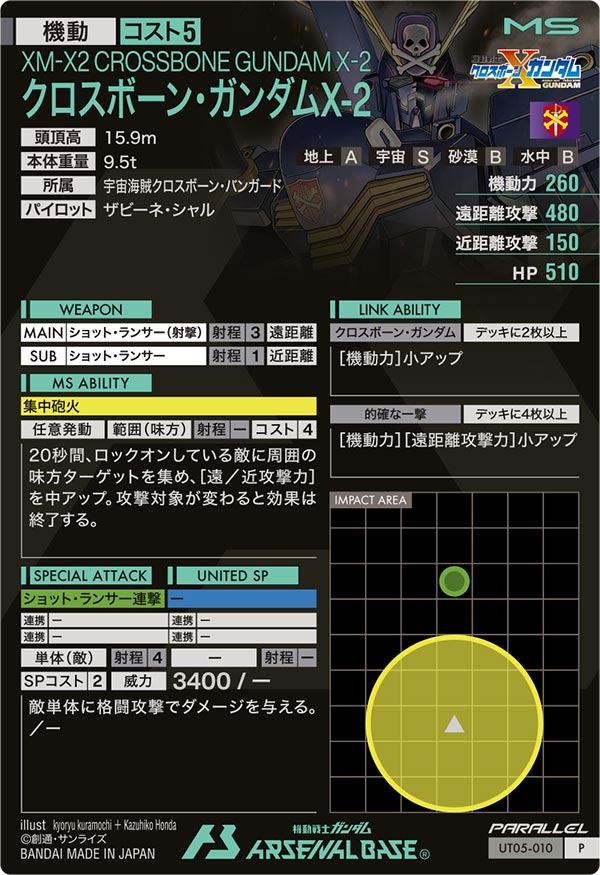 機動 コスト5
MS
XM-X2 CROSSBONE GUNDAM X-2
クロスボーン・ガンダムX-2
機動戦士
クロスボーン・ガンダム
X
GUNDAM
頭頂高 15.9m
本体重量 9.5t
所属 宇宙海賊クロスボーン・バンガード
パイロット ザビーネ・シャル
地上 A 宇宙 S 砂漠 B 水中 B
機動力 260
遠距離攻撃 480
近距離攻撃 150
HP 510
WEAPON
MAIN ショット・ランサー(射撃) 射程 3 遠距離
SUB ショット・ランサー 射程 1 近距離
MS ABILITY
集中砲火
任意発動 範囲(味方) 射程 ー コスト 4
20秒間、ロックオンしている敵に周囲の
味方ターゲットを集め、[遠/近攻撃力]
を中アップ。攻撃対象が変わると効果は
終了する。
LINK ABILITY
クロスボーン・ガンダム デッキに2枚以上
[機動力]小アップ
的確な一撃 デッキに4枚以上
[機動力][遠距離攻撃力]小アップ
IMPACT AREA
SPECIAL ATTACK UNITED SP
ショット・ランサー連撃 ー
連携 ー 連携 ー
連携 ー 連携 ー
単体(敵) 射程 4 ー 射程 ー
SPコスト 2 威力 3400 / ー
敵単体に格闘攻撃でダメージを与える。
/ー
illust kyoryu kuramochi + Kazuhiko Honda
©創通・サンライズ
BANDAI MADE IN JAPAN
機動戦士ガンダム
AB ARSENAL BASE®
PARALLEL
UT05-010 P